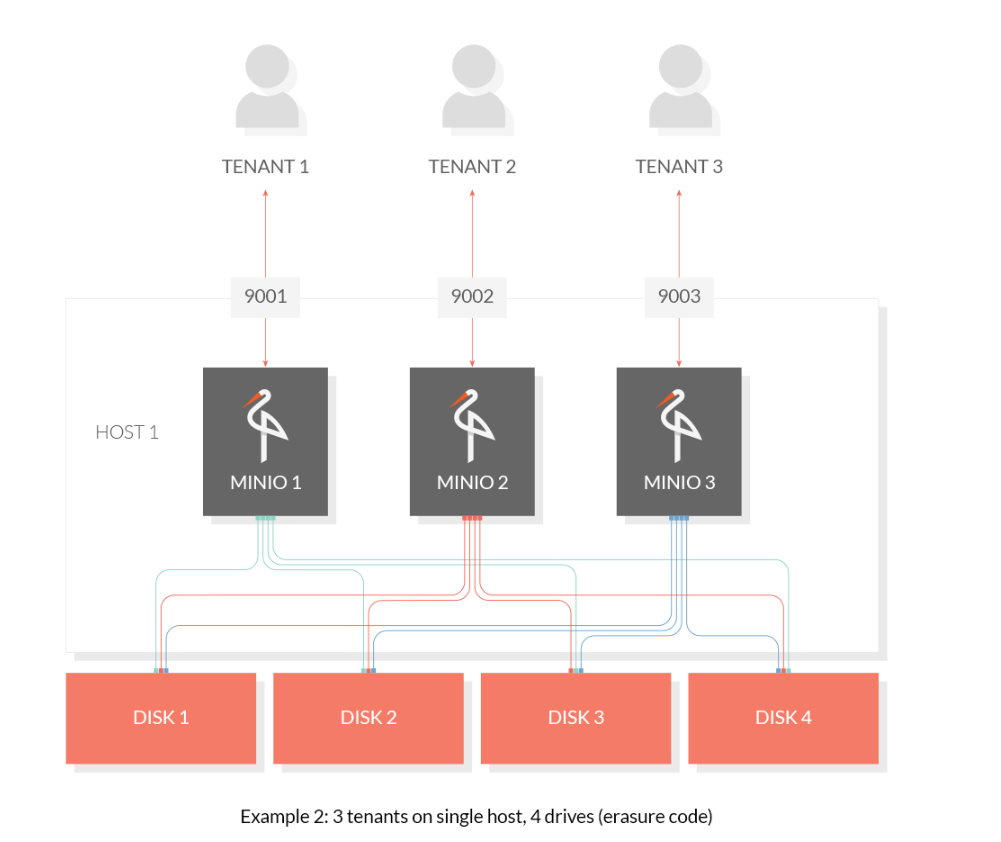 TENANT 1
TENANT 2
TENANT 3
9001
9002
9003
HOST 1
MINIO 1
MINIO 2
MINIO 3
DISK 1
DISK 2
DISK 3
DISK 4
Example 2: 3 tenants on single host, 4 drives (erasure code)